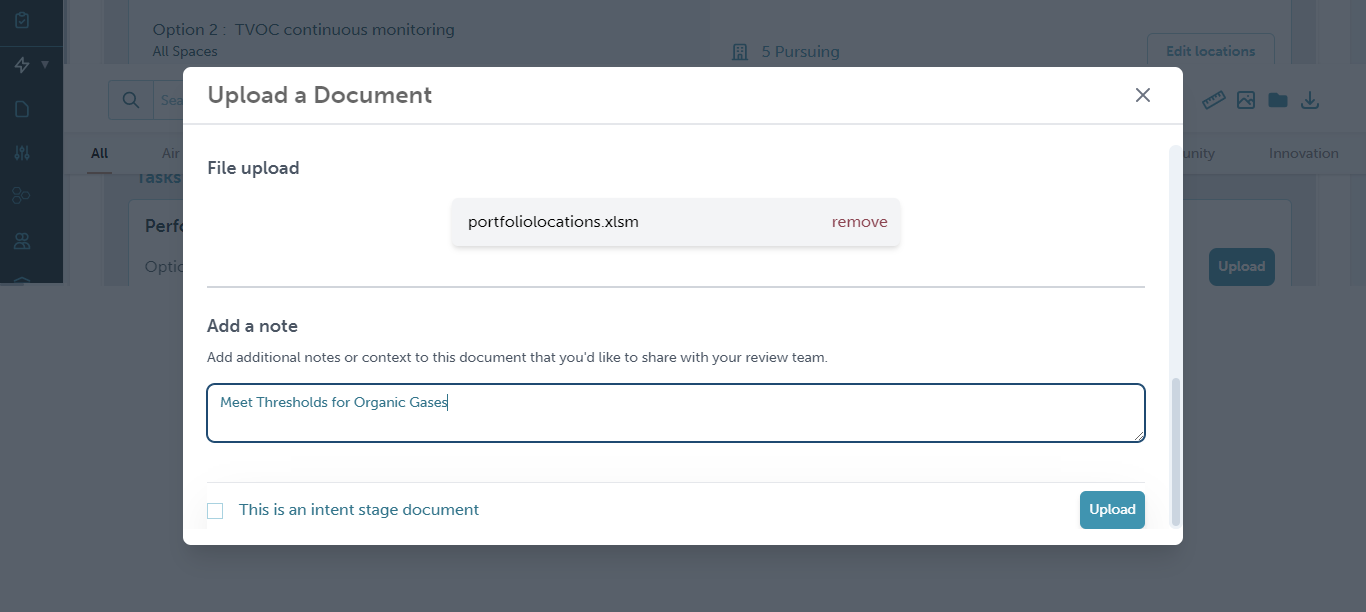 Option 2 : TVOC continuous monitoring
All Spaces
5 Pursuing
Edit locations
Upload a Document
Sea
All
Air
unity
Innovation
Tasks
File upload
portfoliolocations.xlsm
remove
Perfo
Optio
Upload
Add a note
Add additional notes or context to this document that you'd like to share with your review team.
Meet Thresholds for Organic Gases
This is an intent stage document
Upload